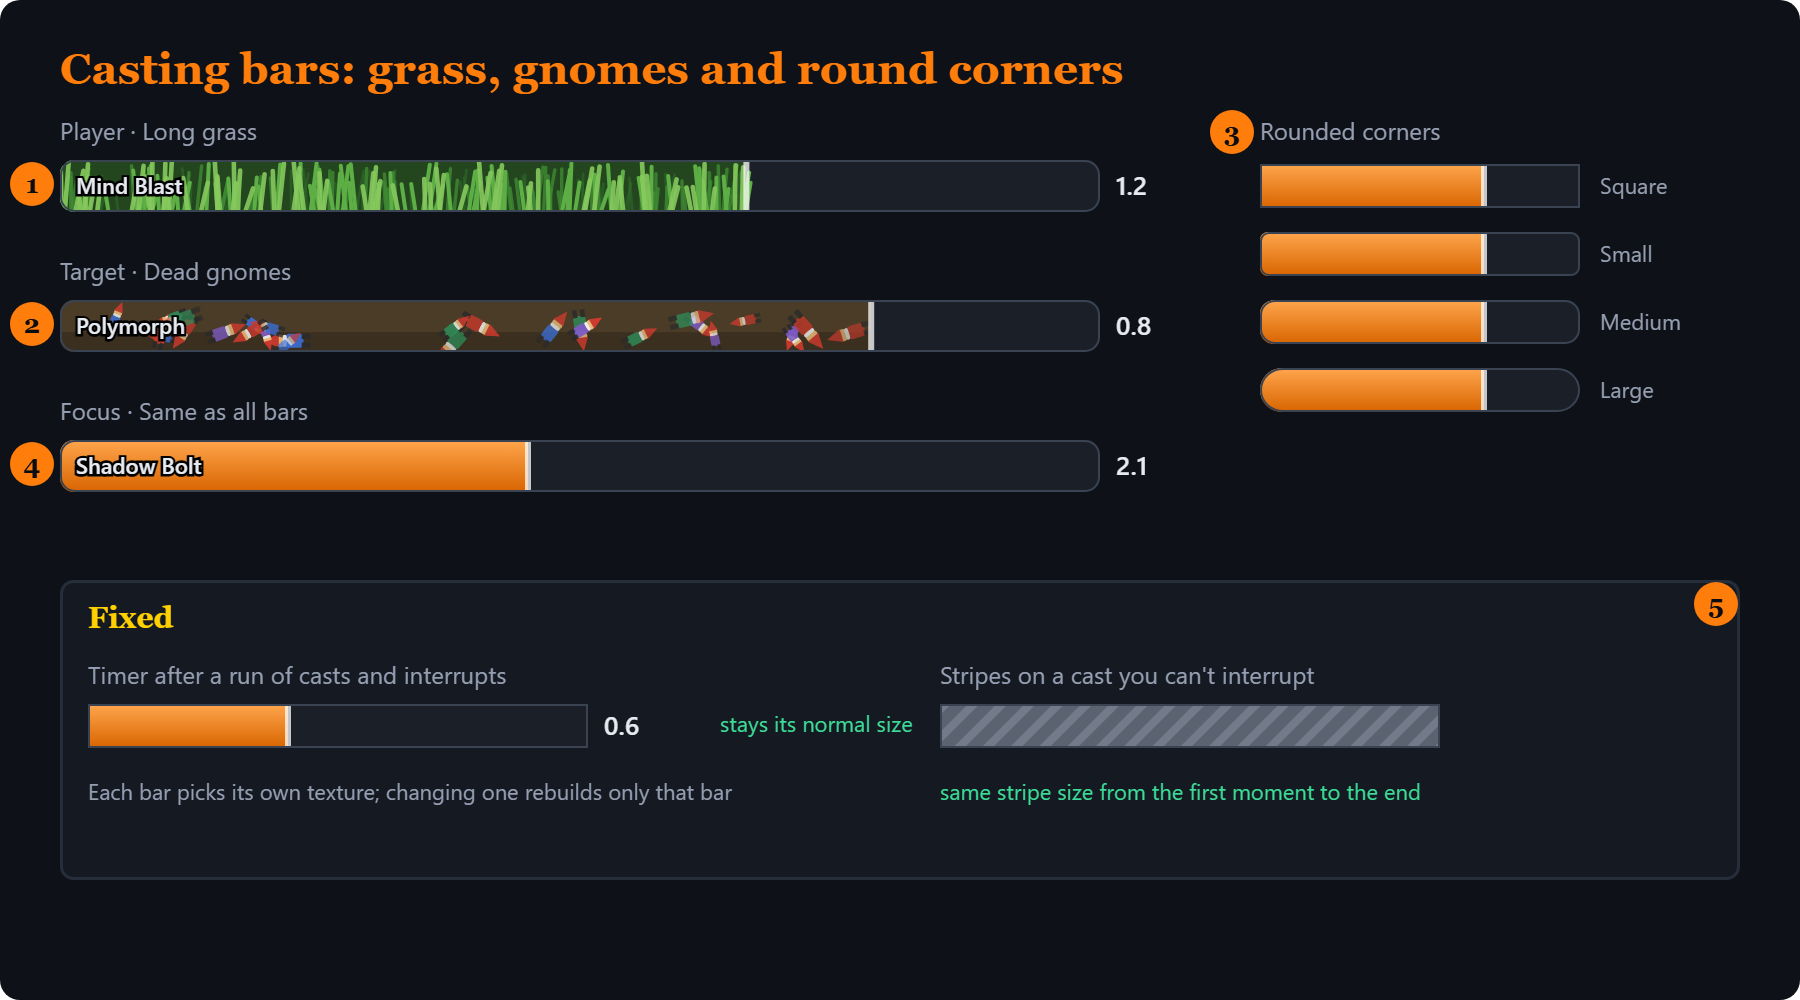 Casting bars: grass, gnomes and round corners
Player · Long grass
1
Mind Blast
1.2
Target · Dead gnomes
2
Polymorph
0.8
Focus · Same as all bars
4
Shadow Bolt
2.1
3
Rounded corners
Square
Small
Medium
Large
5
Fixed
Timer after a run of casts and interrupts
0.6
stays its normal size
Each bar picks its own texture; changing one rebuilds only that bar
Stripes on a cast you can't interrupt
same stripe size from the first moment to the end